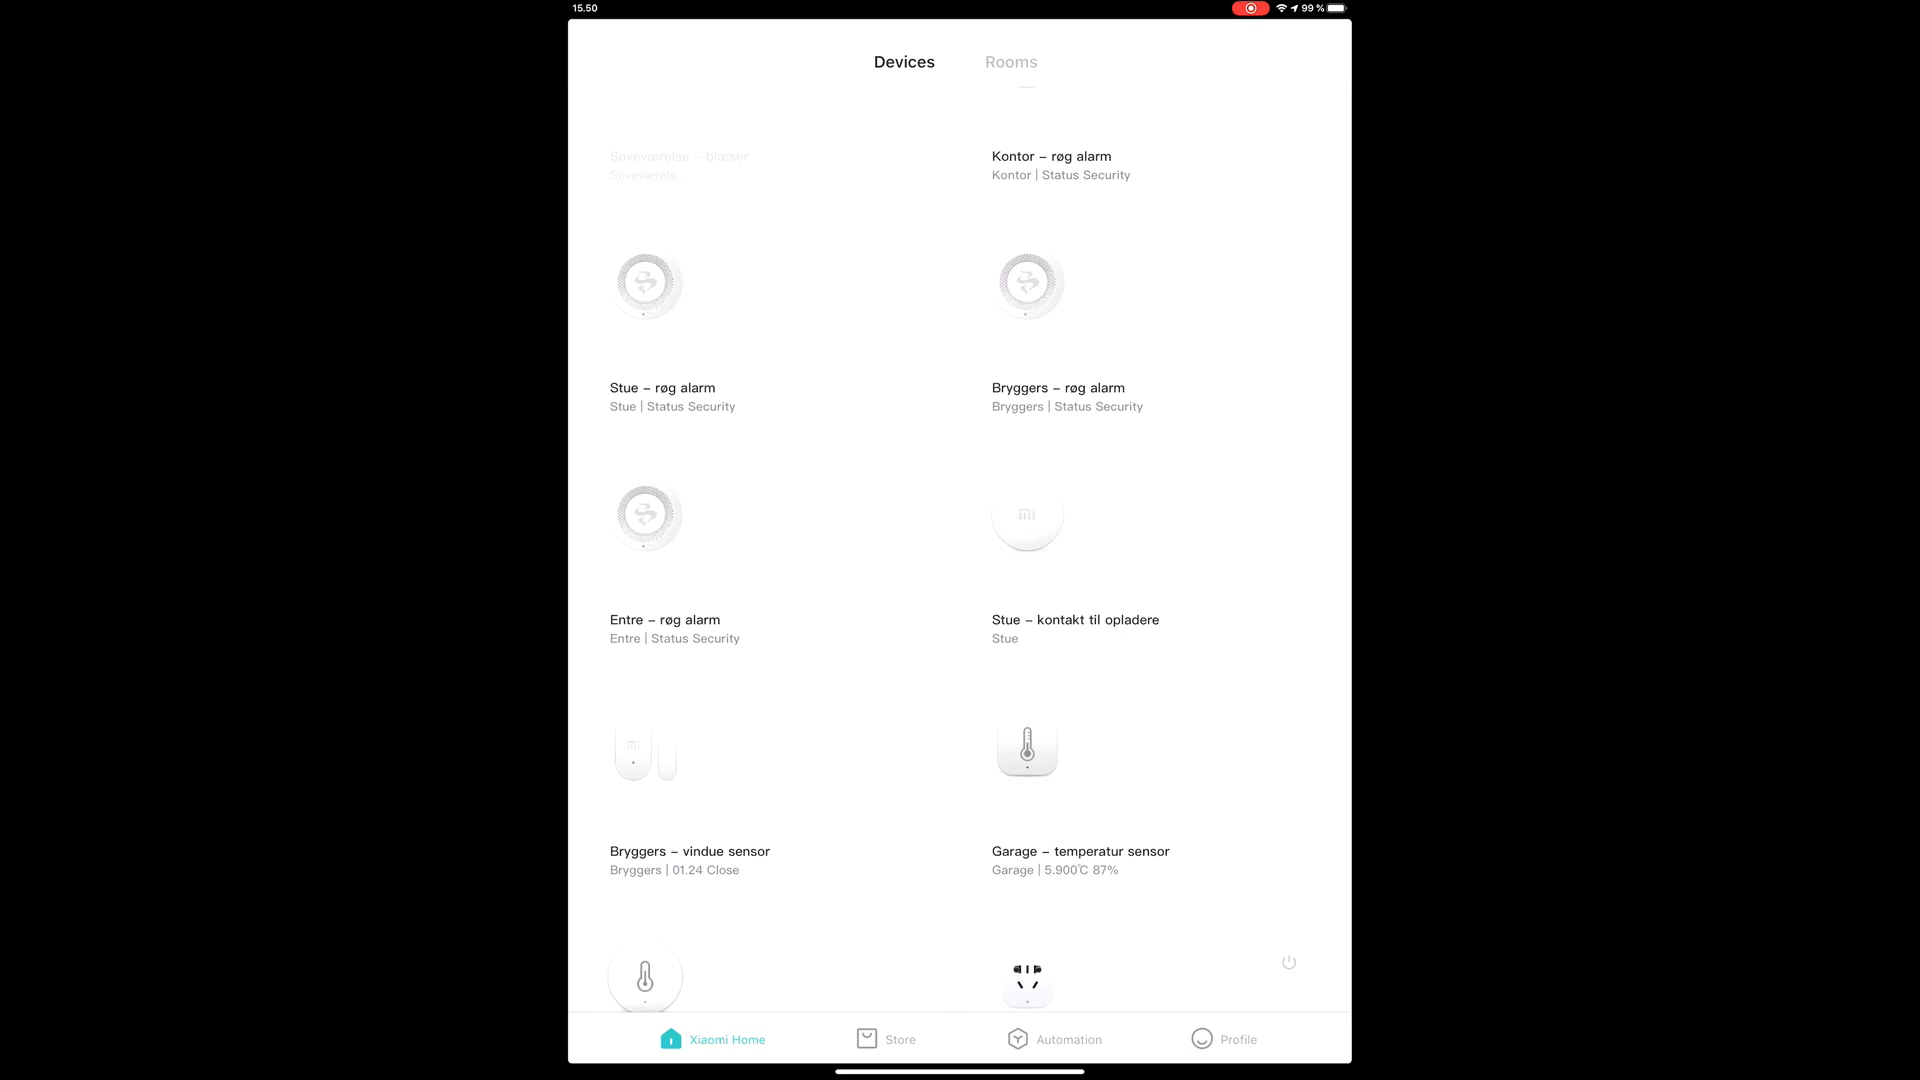 15.50
99 %
Devices
Rooms
Soveværelse – blæser
Soveværels...
Kontor – røg alarm
Kontor | Status Security
Stue – røg alarm
Stue | Status Security
Bryggers – røg alarm
Bryggers | Status Security
mi
Entre – røg alarm
Entre | Status Security
Stue – kontakt til opladere
Stue
mi
Bryggers – vindue sensor
Bryggers | 01.24 Close
Garage – temperatur sensor
Garage | 5.900℃ 87%
Xiaomi Home
Store
Automation
Profile